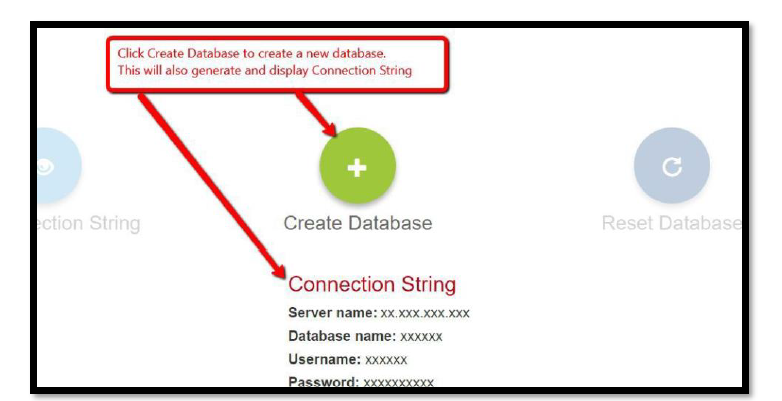 Click Create Database to create a new database.
This will also generate and display Connection String
ection String
Create Database
Reset Database
Connection String
Server name: xx.xxx.xxx.xxx
Database name: xxxxxx
Username: xxxxxx
Password: xxxxxxxxxx